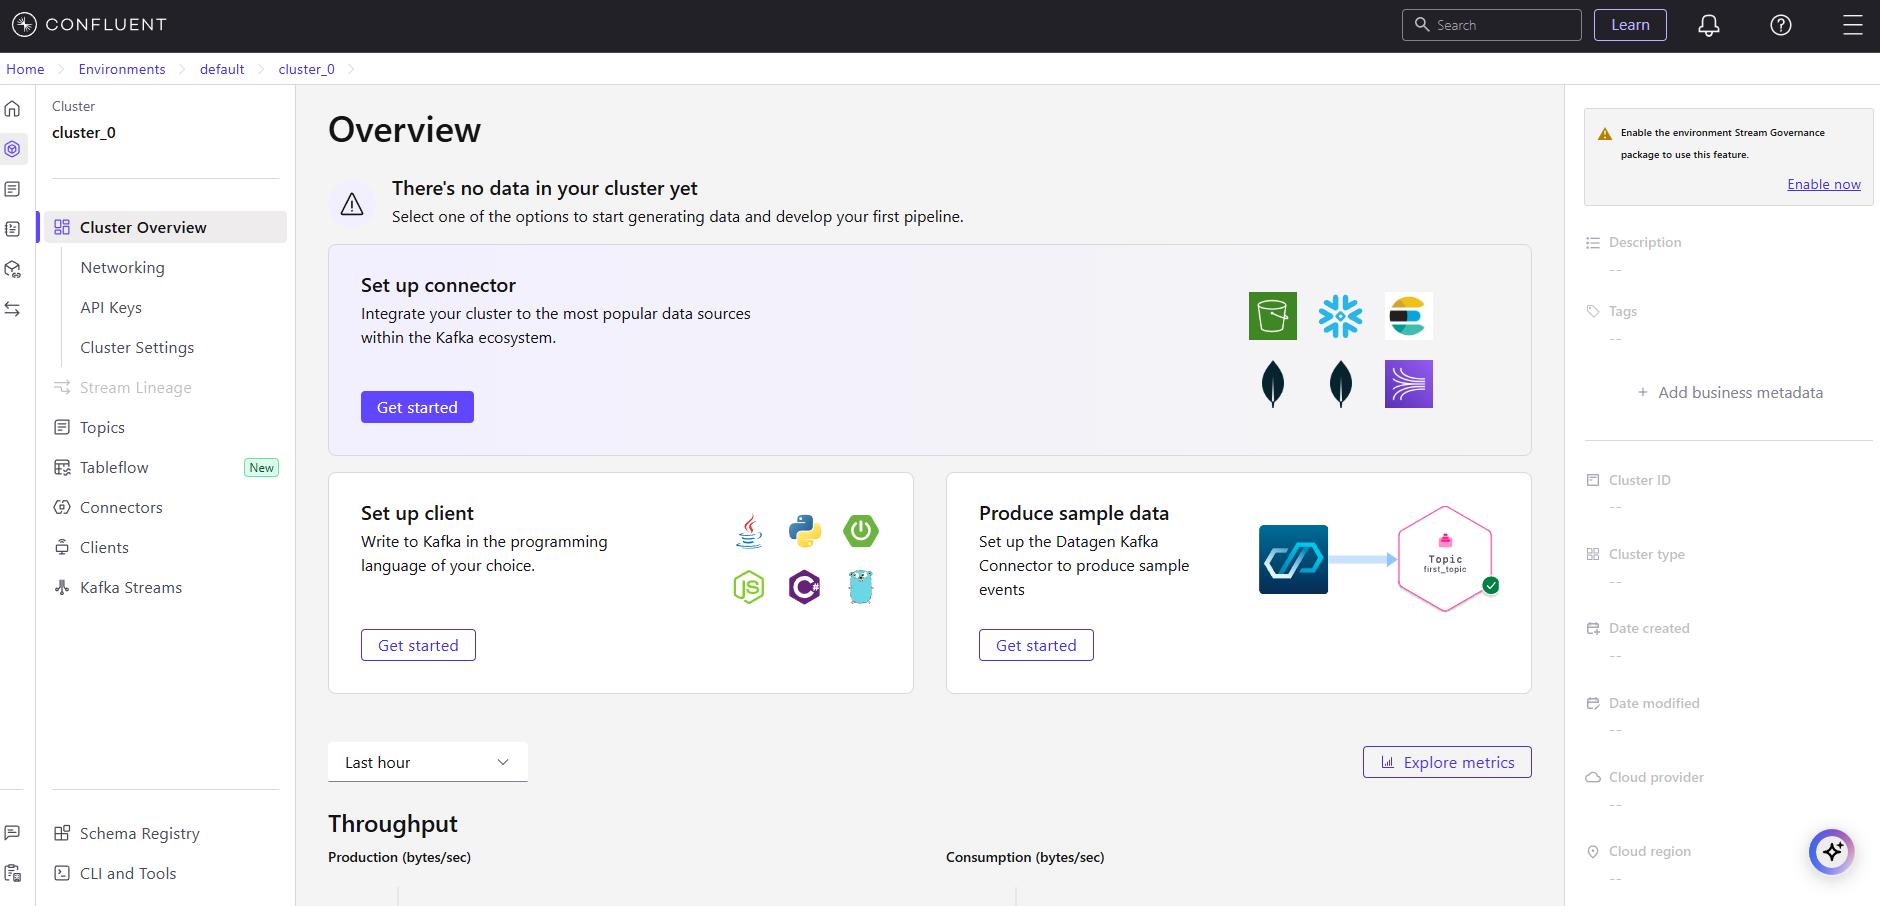 CONFLUENT
Search
Learn
Home
Environments
default
cluster_0
Cluster
cluster_0
Cluster Overview
Networking
API Keys
Cluster Settings
Stream Lineage
Topics
Tableflow
New
Connectors
Clients
Kafka Streams
Schema Registry
CLI and Tools
Overview
There's no data in your cluster yet
Select one of the options to start generating data and develop your first pipeline.
Set up connector
Integrate your cluster to the most popular data sources
within the Kafka ecosystem.
Get started
Set up client
Write to Kafka in the programming
language of your choice.
JS
C#
Get started
Produce sample data
Set up the Datagen Kafka
Connector to produce sample
events
Topic
first_topic
Get started
Last hour
Explore metrics
Throughput
Production (bytes/sec)
Consumption (bytes/sec)
Enable the environment Stream Governance
package to use this feature.
Enable now
Description
--
Tags
--
+ Add business metadata
Cluster ID
--
Cluster type
--
Date created
--
Date modified
--
Cloud provider
--
Cloud region
--